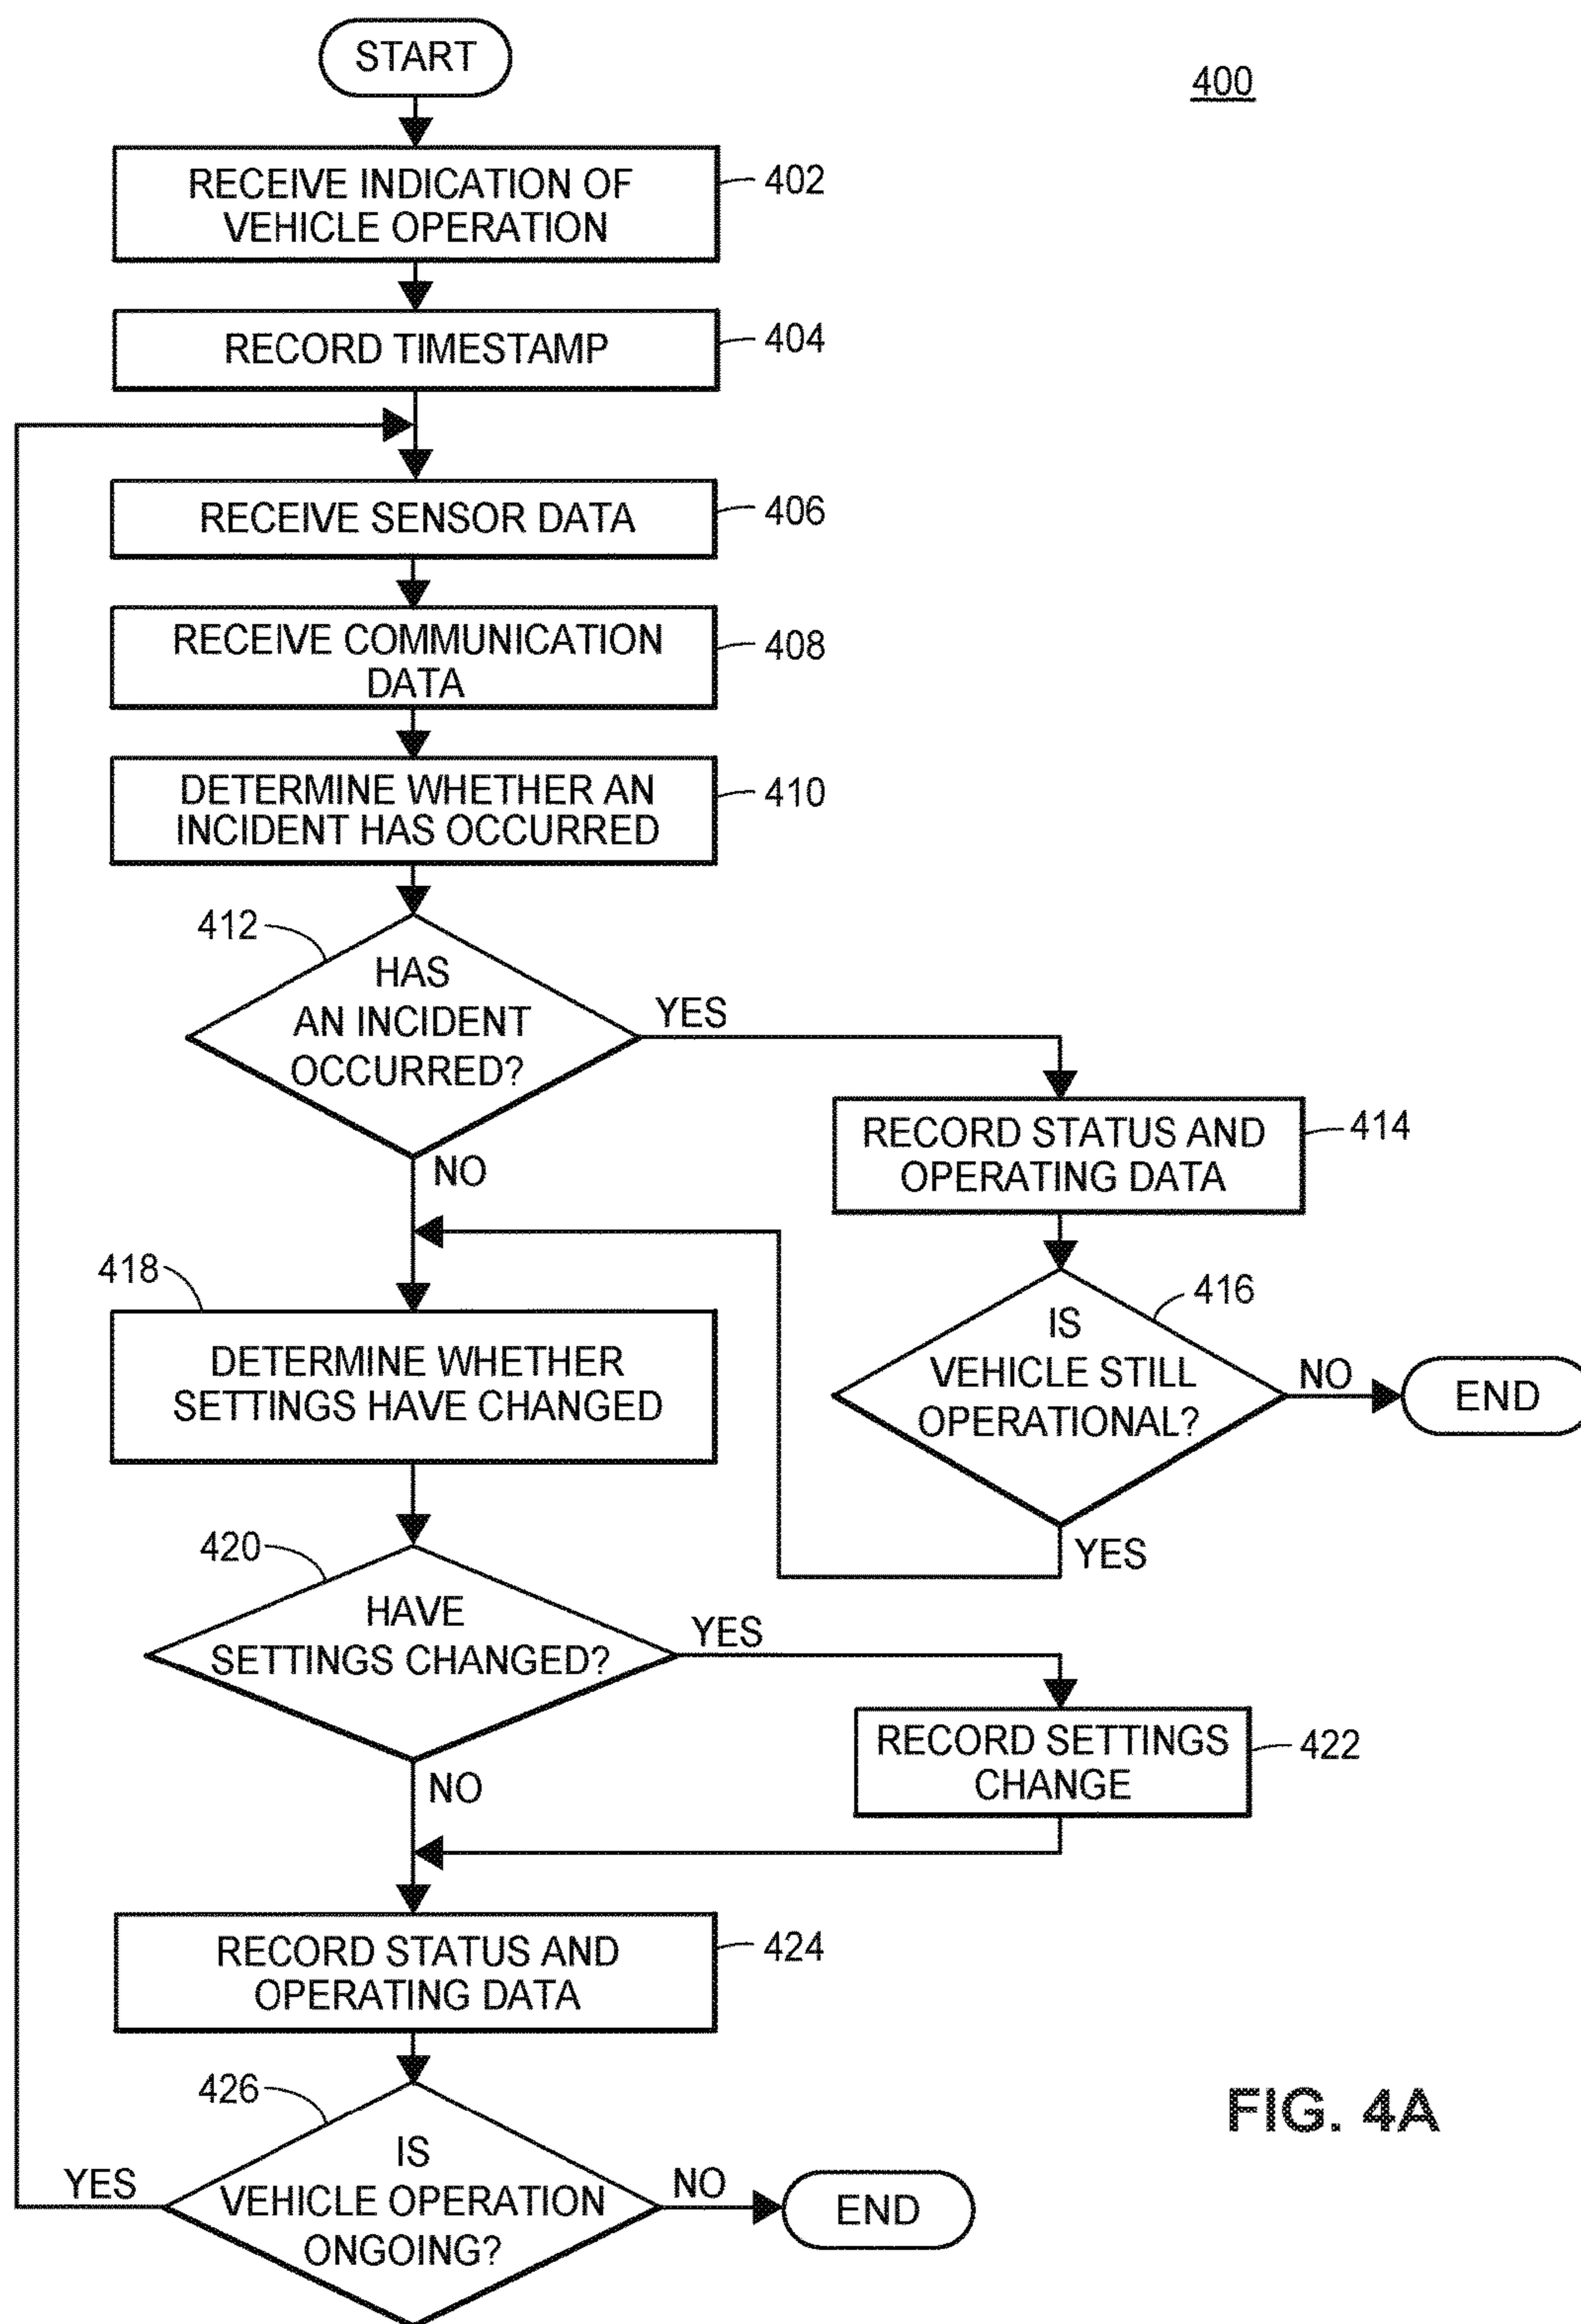 START
400
RECEIVE INDICATION OF
VEHICLE OPERATION
402
RECORD TIMESTAMP
404
RECEIVE SENSOR DATA
406
RECEIVE COMMUNICATION
DATA
408
DETERMINE WHETHER AN
INCIDENT HAS OCCURRED
410
412
HAS
AN INCIDENT
OCCURRED?
YES
NO
RECORD STATUS AND
OPERATING DATA
414
416
IS
VEHICLE STILL
OPERATIONAL?
NO
END
YES
418
DETERMINE WHETHER
SETTINGS HAVE CHANGED
420
HAVE
SETTINGS CHANGED?
YES
NO
RECORD SETTINGS
CHANGE
422
RECORD STATUS AND
OPERATING DATA
424
426
IS
VEHICLE OPERATION
ONGOING?
YES
NO
END
FIG. 4A